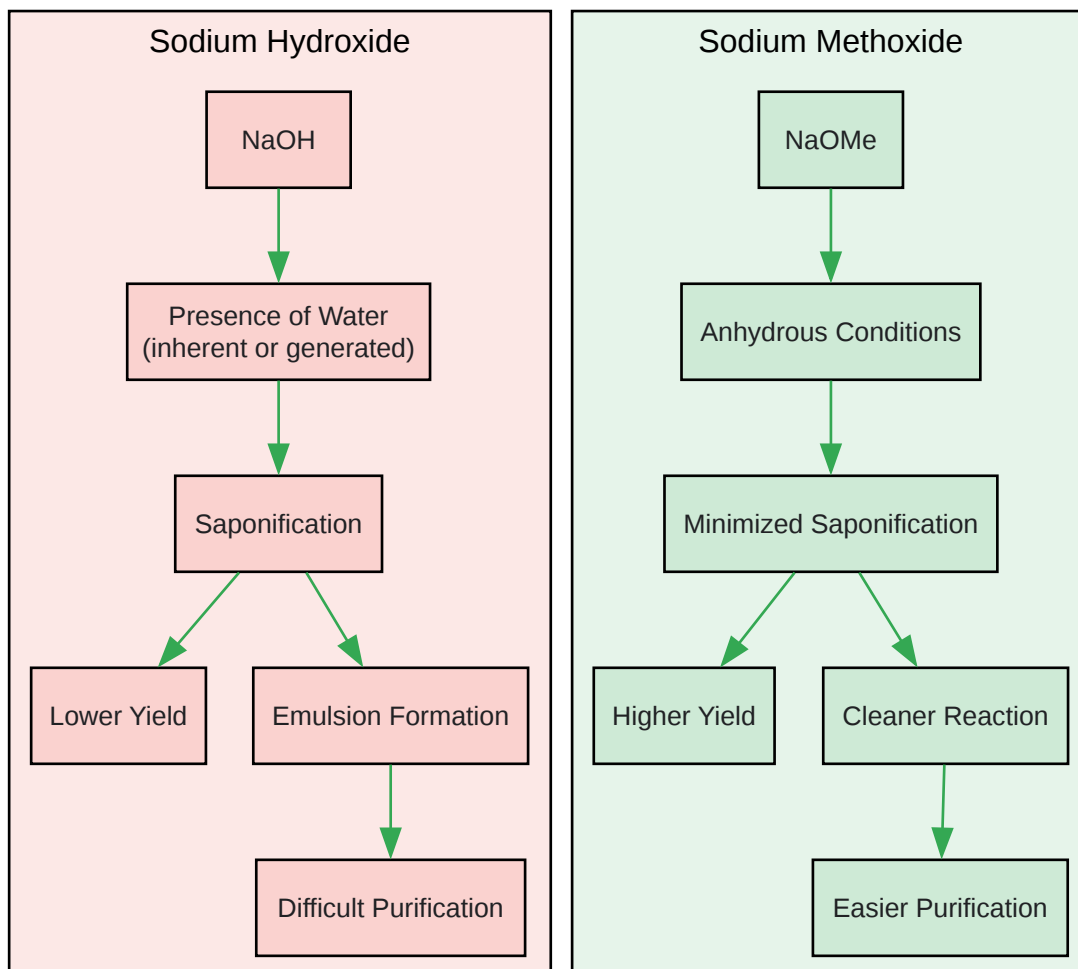 Sodium Hydroxide
NaOH
Presence of Water
(inherent or generated)
Saponification
Lower Yield
Emulsion Formation
Difficult Purification
Sodium Methoxide
NaOMe
Anhydrous Conditions
Minimized Saponification
Higher Yield
Cleaner Reaction
Easier Purification